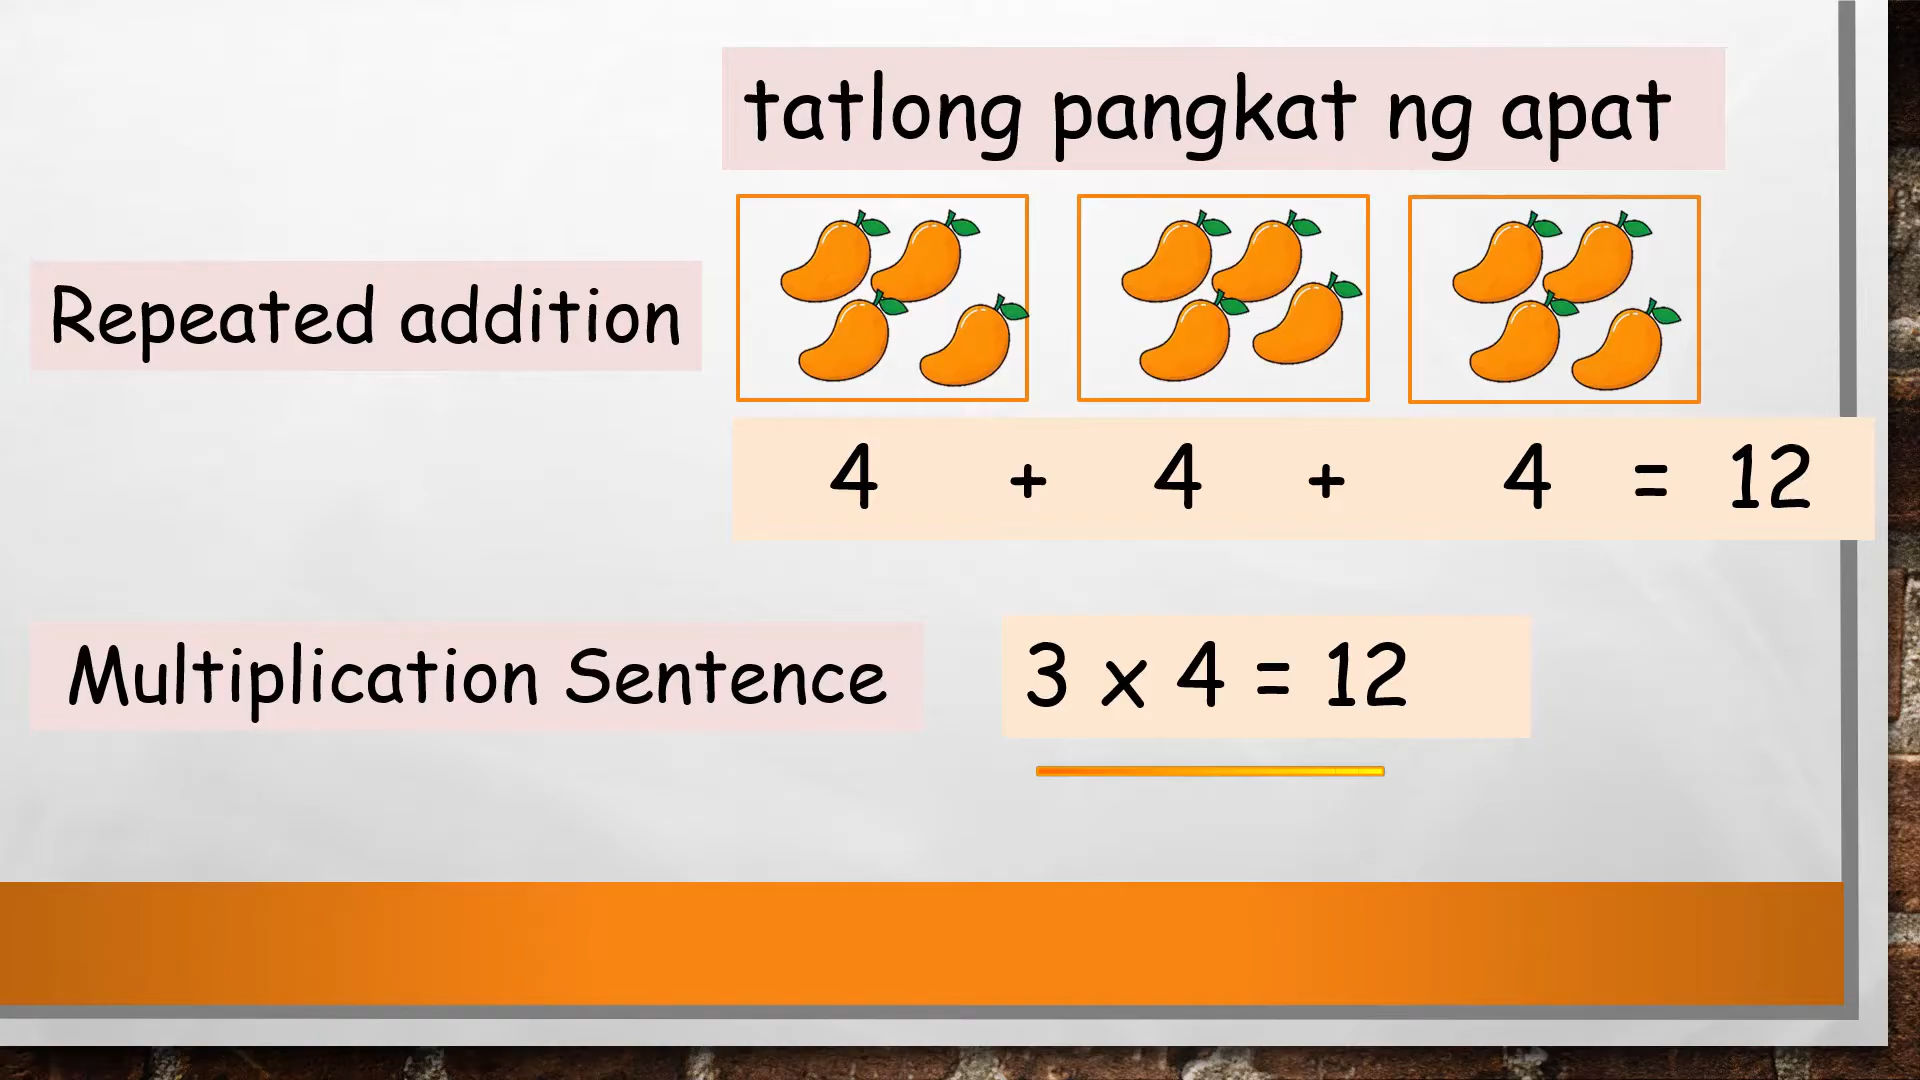 tatlong pangkat ng apat
Repeated addition
4 + 4 + 4 = 12
Multiplication Sentence
3 x 4 = 12